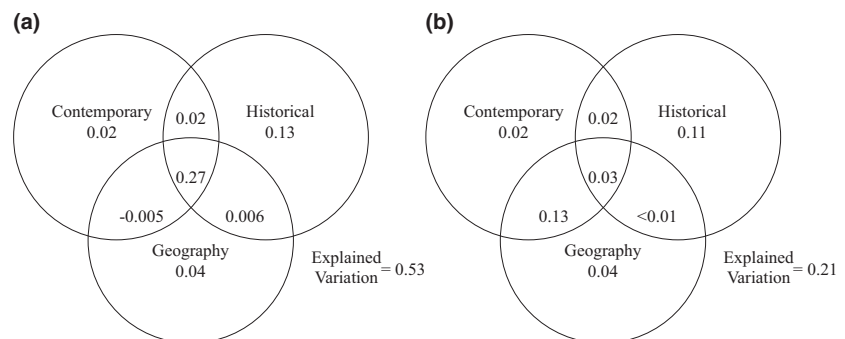 (a)
Contemporary
0.02
0.02
Historical
0.13
0.27
-0.005
0.006
Geography
0.04
Explained
Variation = 0.53
(b)
Contemporary
0.02
0.02
Historical
0.11
0.03
0.13
<0.01
Geography
0.04
Explained
Variation = 0.21